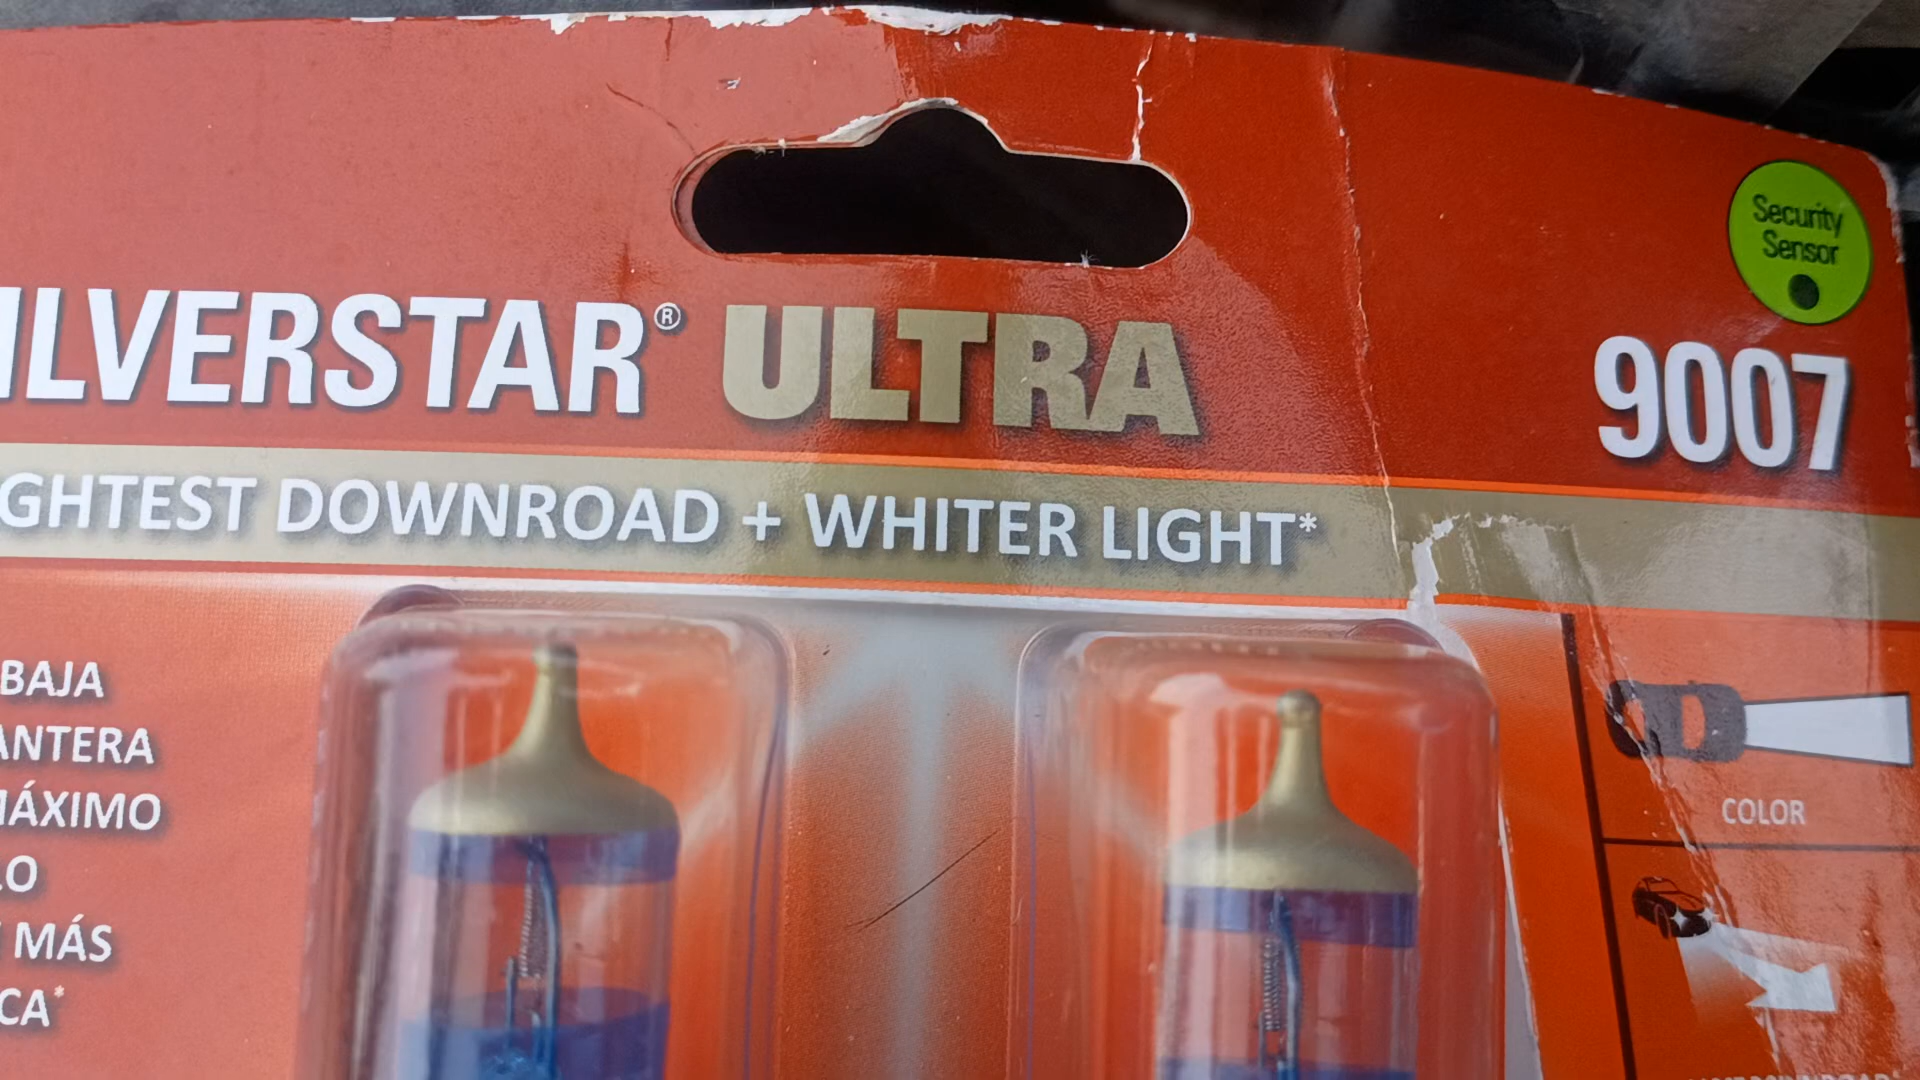 Security
Sensor
ILVERSTAR® ULTRA
9007
GHTEST DOWNROAD + WHITER LIGHT*
BAJA
ANTERA
MÁXIMO
LO
MÁS
CA*
COLOR